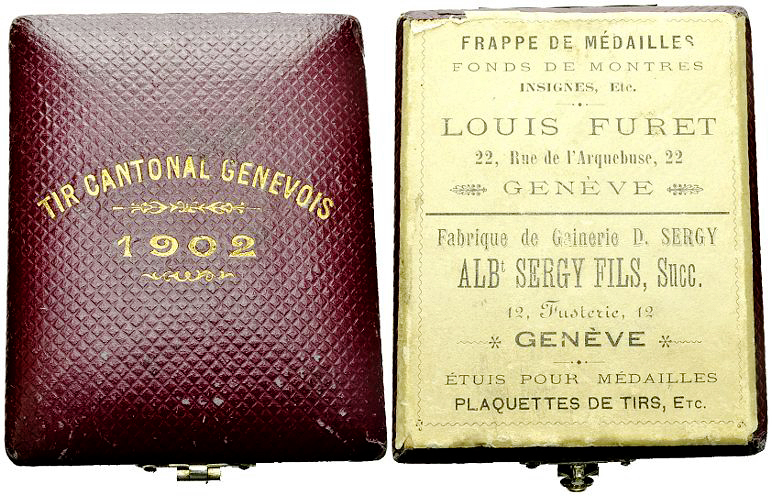 TIR CANTONAL GENEVOIS
1902
FRAPPE DE MÉDAILLES
FONDS DE MONTRES
INSIGNES, Etc.
LOUIS FURET
22, Rue de l'Arquebuse, 22
GENÈVE
Fabrique de Gainerie D. SERGY
ALBT SERGY FILS, Succ.
12, Fusterie, 12
GENÈVE
ÉTUIS POUR MÉDAILLES
PLAQUETTES DE TIRS, ETC.